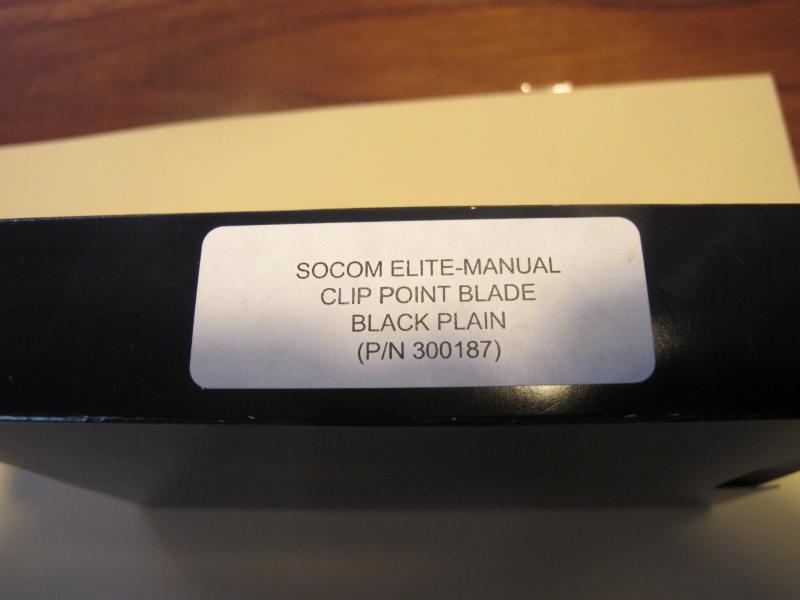 SOCOM ELITE-MANUAL
CLIP POINT BLADE
BLACK PLAIN
(P/N 300187)